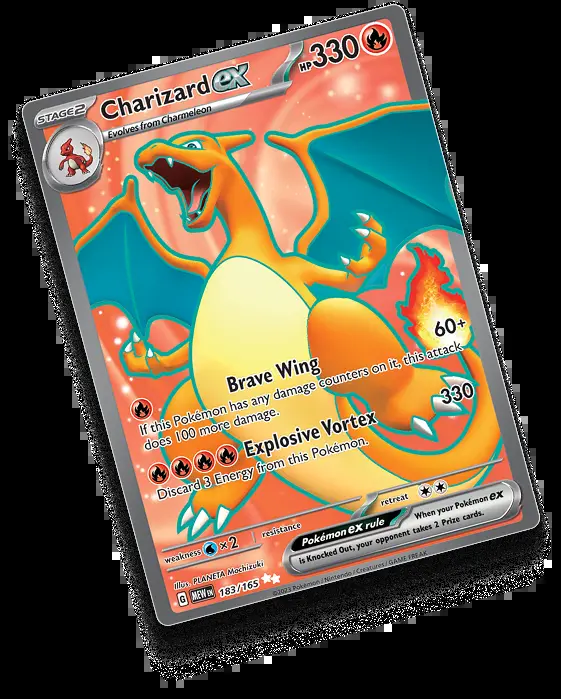 STAGE2
Charizard ex
HP 330
Evolves from Charmeleon
Brave Wing
60+
If this Pokémon has any damage counters on it, this attack
does 100 more damage.
Explosive Vortex
330
Discard 3 Energy from this Pokémon.
weakness ×2
resistance
retreat
Pokémon ex rule
When your Pokémon ex
is Knocked Out, your opponent takes 2 Prize cards.
Illus. PLANETA Mochizuki
G MEW EN 183/165
©2023 Pokémon / Nintendo / Creatures / GAME FREAK